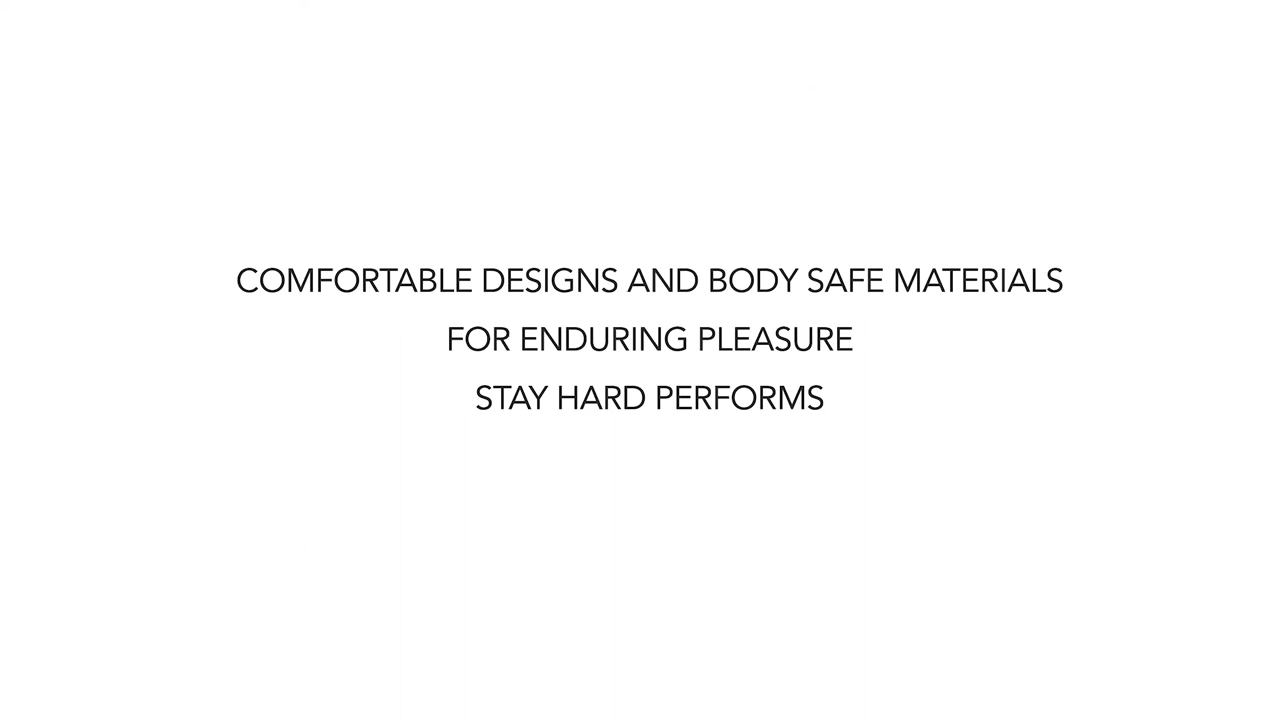 COMFORTABLE DESIGNS AND BODY SAFE MATERIALS
FOR ENDURING PLEASURE
STAY HARD PERFORMS